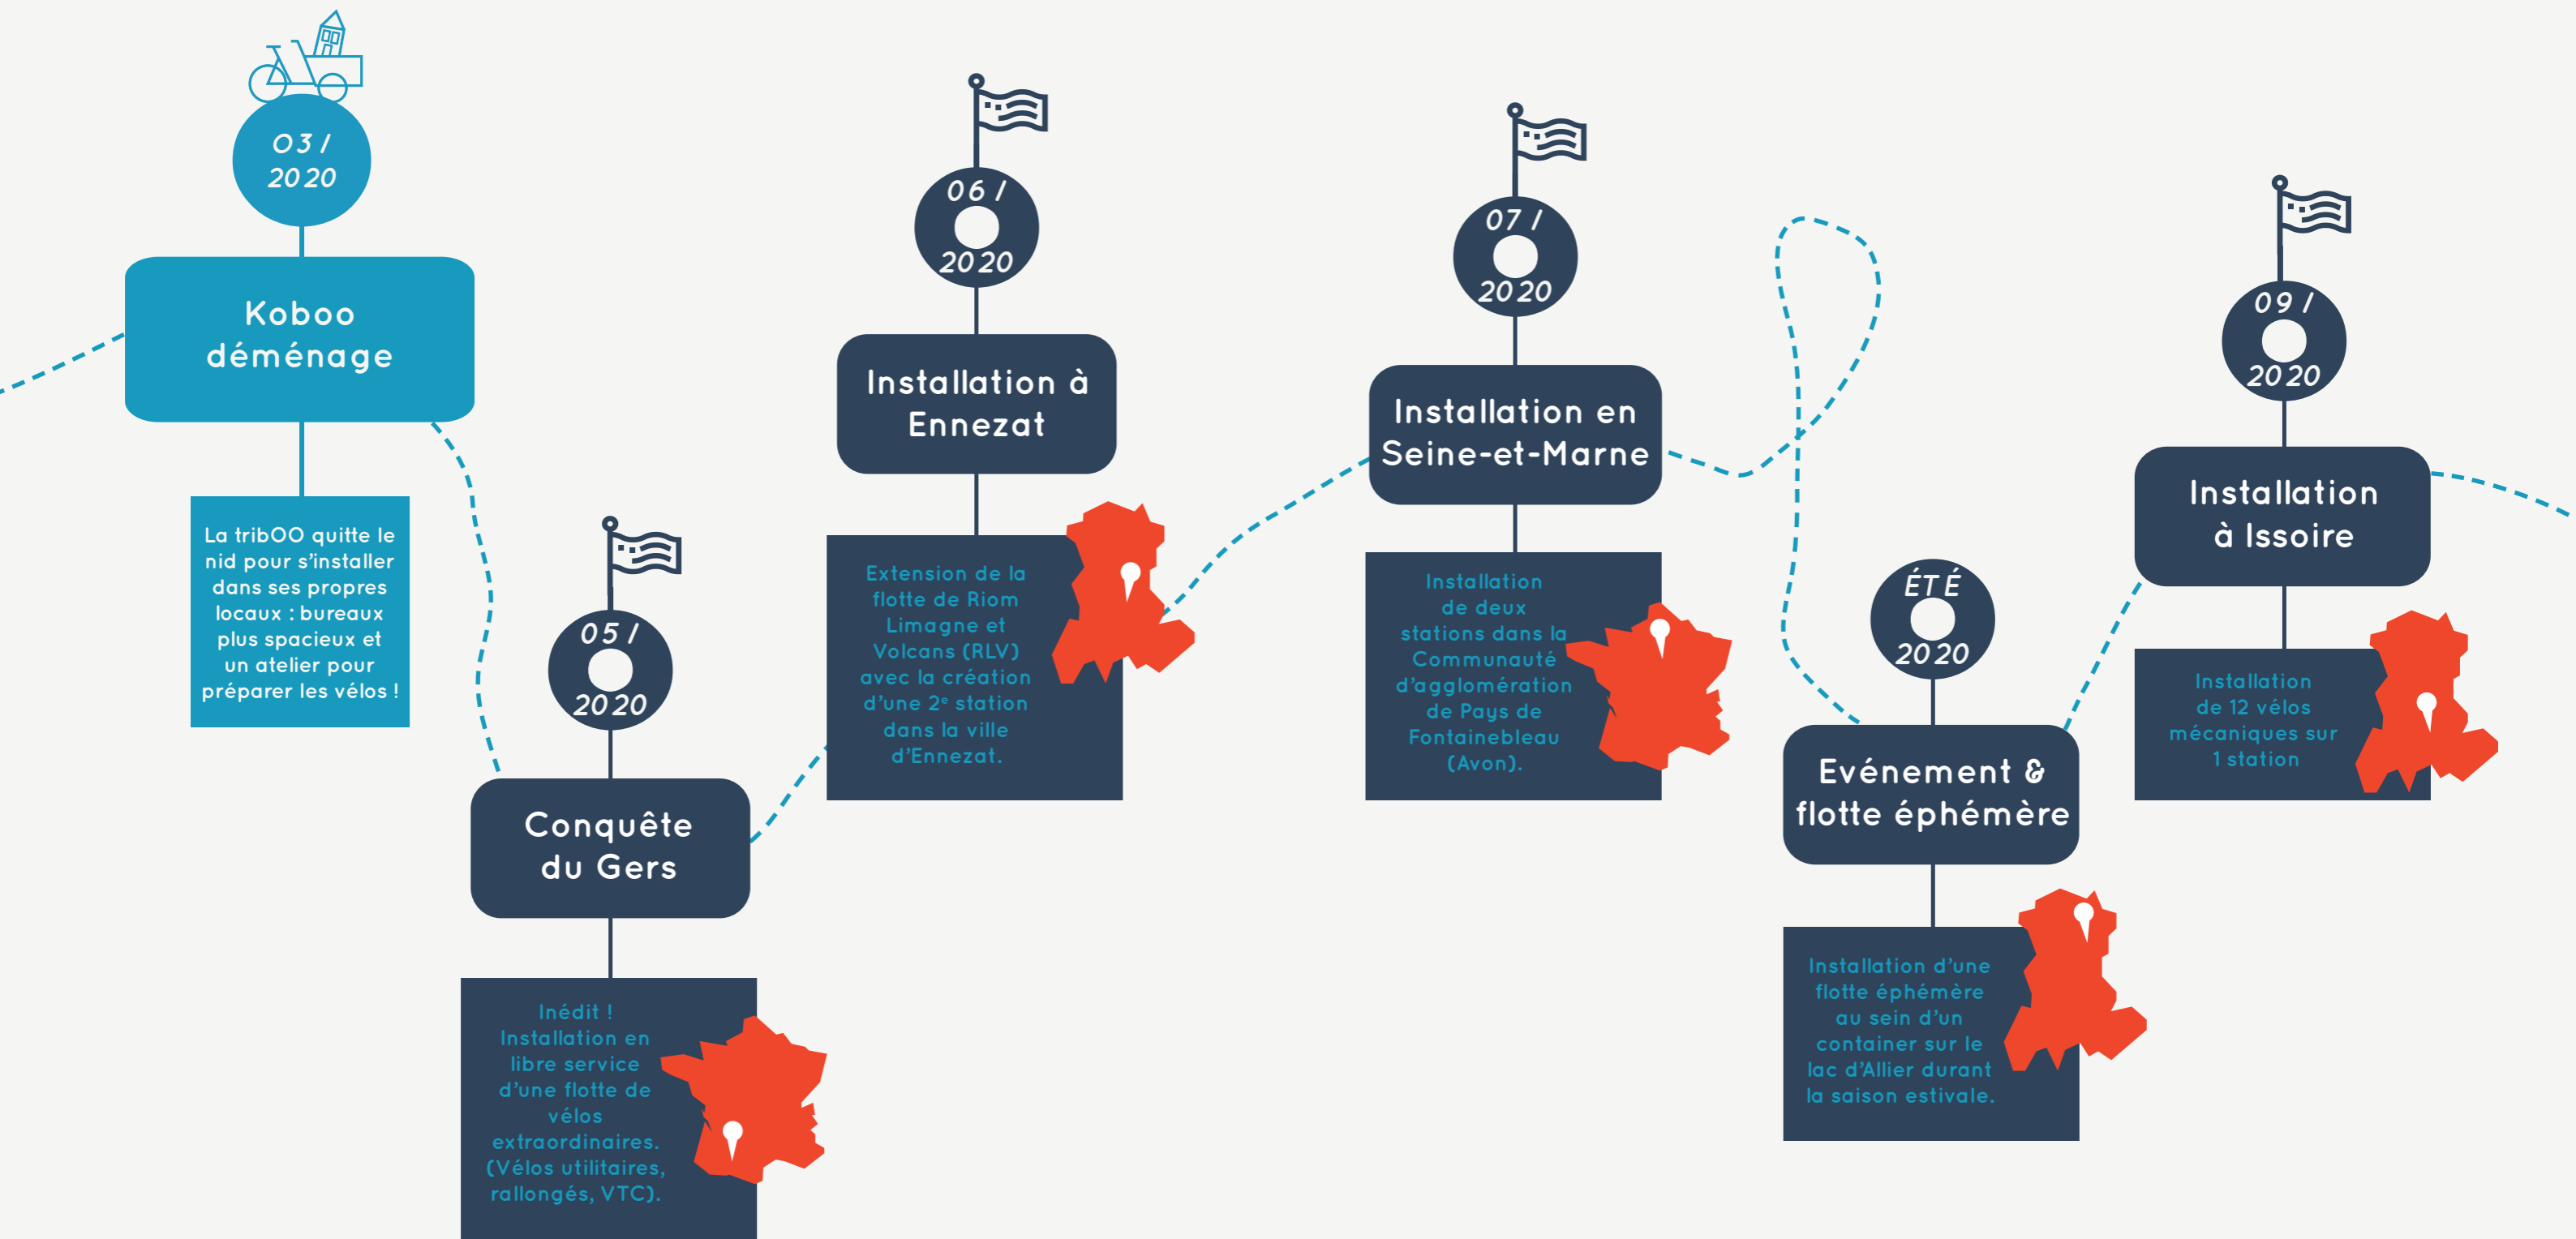 03 /
2020
Koboo
déménage
La tribOO quitte le
nid pour s'installer
dans ses propres
locaux : bureaux
plus spacieux et
un atelier pour
préparer les vélos !
05 /
2020
Conquête
du Gers
Inédit !
Installation en
libre service
d'une flotte de
vélos
extraordinaires.
(Vélos utilitaires,
rallongés, VTC).
06 /
2020
Installation à
Ennezat
Extension de la
flotte de Riom
Limagne et
Volcans (RLV)
avec la création
d'une 2e station
dans la ville
d'Ennezat.
07 /
2020
Installation en
Seine-et-Marne
Installation
de deux
stations dans la
Communauté
d'agglomération
de Pays de
Fontainebleau
(Avon).
ÉTÉ
2020
Evénement &
flotte éphémère
Installation d'une
flotte éphémère
au sein d'un
container sur le
lac d'Allier durant
la saison estivale.
09 /
2020
Installation
à Issoire
Installation
de 12 vélos
mécaniques sur
1 station